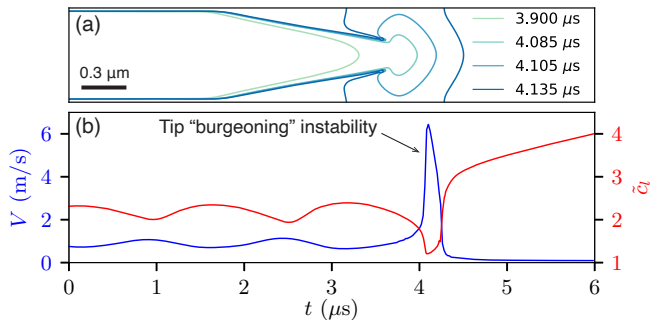 (a)
3.900 μs
4.085 μs
4.105 μs
4.135 μs
0.3 μm
(b)
Tip “burgeoning” instability
V (m/s)
6
4
2
0
4
3
2
1
c̃l
0 1 2 3 4 5 6
t (μs)